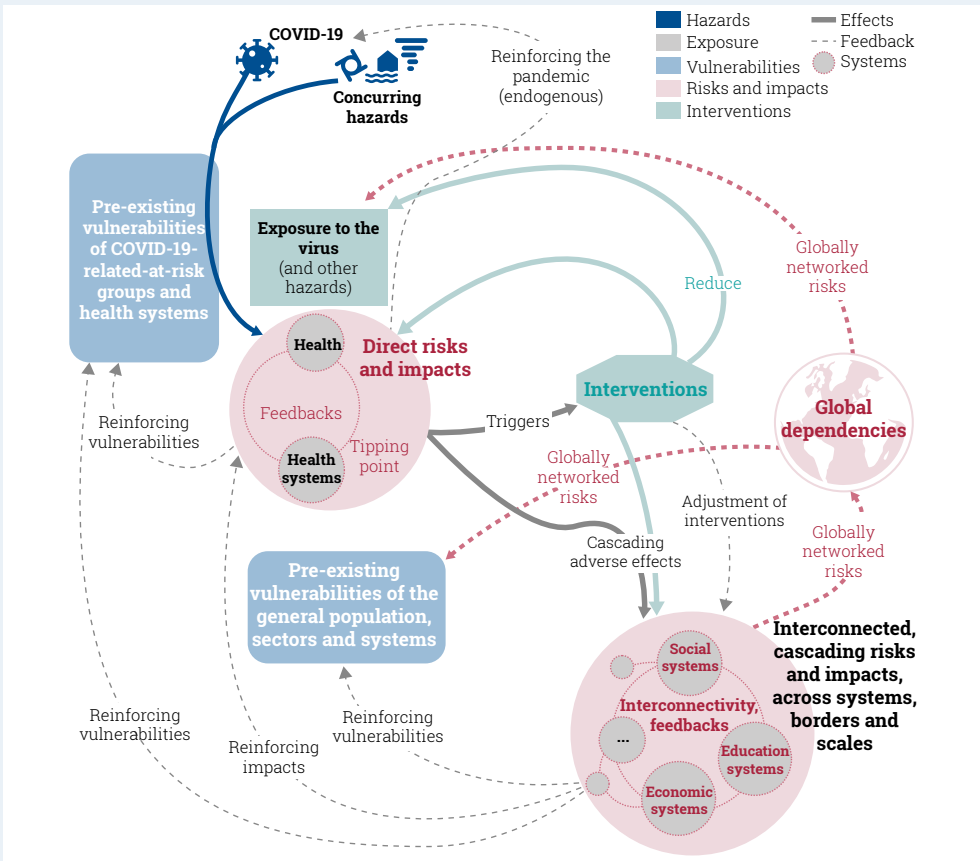 COVID-19
Concurring
hazards
Reinforcing the
pandemic
(endogenous)
Hazards
Exposure
Vulnerabilities
Risks and impacts
Interventions
Effects
Feedback
Systems
Pre-existing
vulnerabilities
of COVID-19-
related-at-risk
groups and
health systems
Exposure to the
virus
(and other
hazards)
Globally
networked
risks
Reduce
Health
Direct risks
and impacts
Feedbacks
Tipping
point
Health
systems
Interventions
Global
dependencies
Triggers
Reinforcing
vulnerabilities
Globally
networked
risks
Adjustment of
interventions
Globally
networked
risks
Cascading
adverse effects
Pre-existing
vulnerabilities of the
general population,
sectors and systems
Interconnected,
cascading risks
and impacts,
across systems,
borders and
scales
Social
systems
Interconnectivity,
feedbacks
...
Education
systems
Economic
systems
Reinforcing
vulnerabilities
Reinforcing
impacts
Reinforcing
vulnerabilities